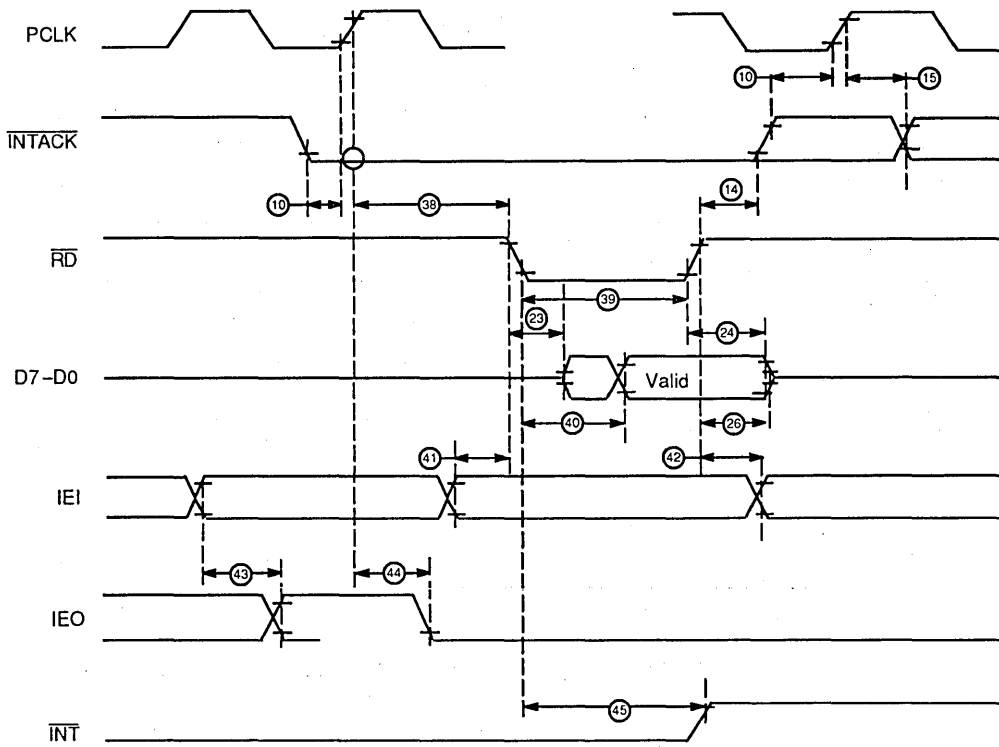 PCLK
10
15
INTACK
10
38
14
RD
39
23
24
D7–D0
Valid
40
26
41
42
IEI
43
44
IEO
45
INT